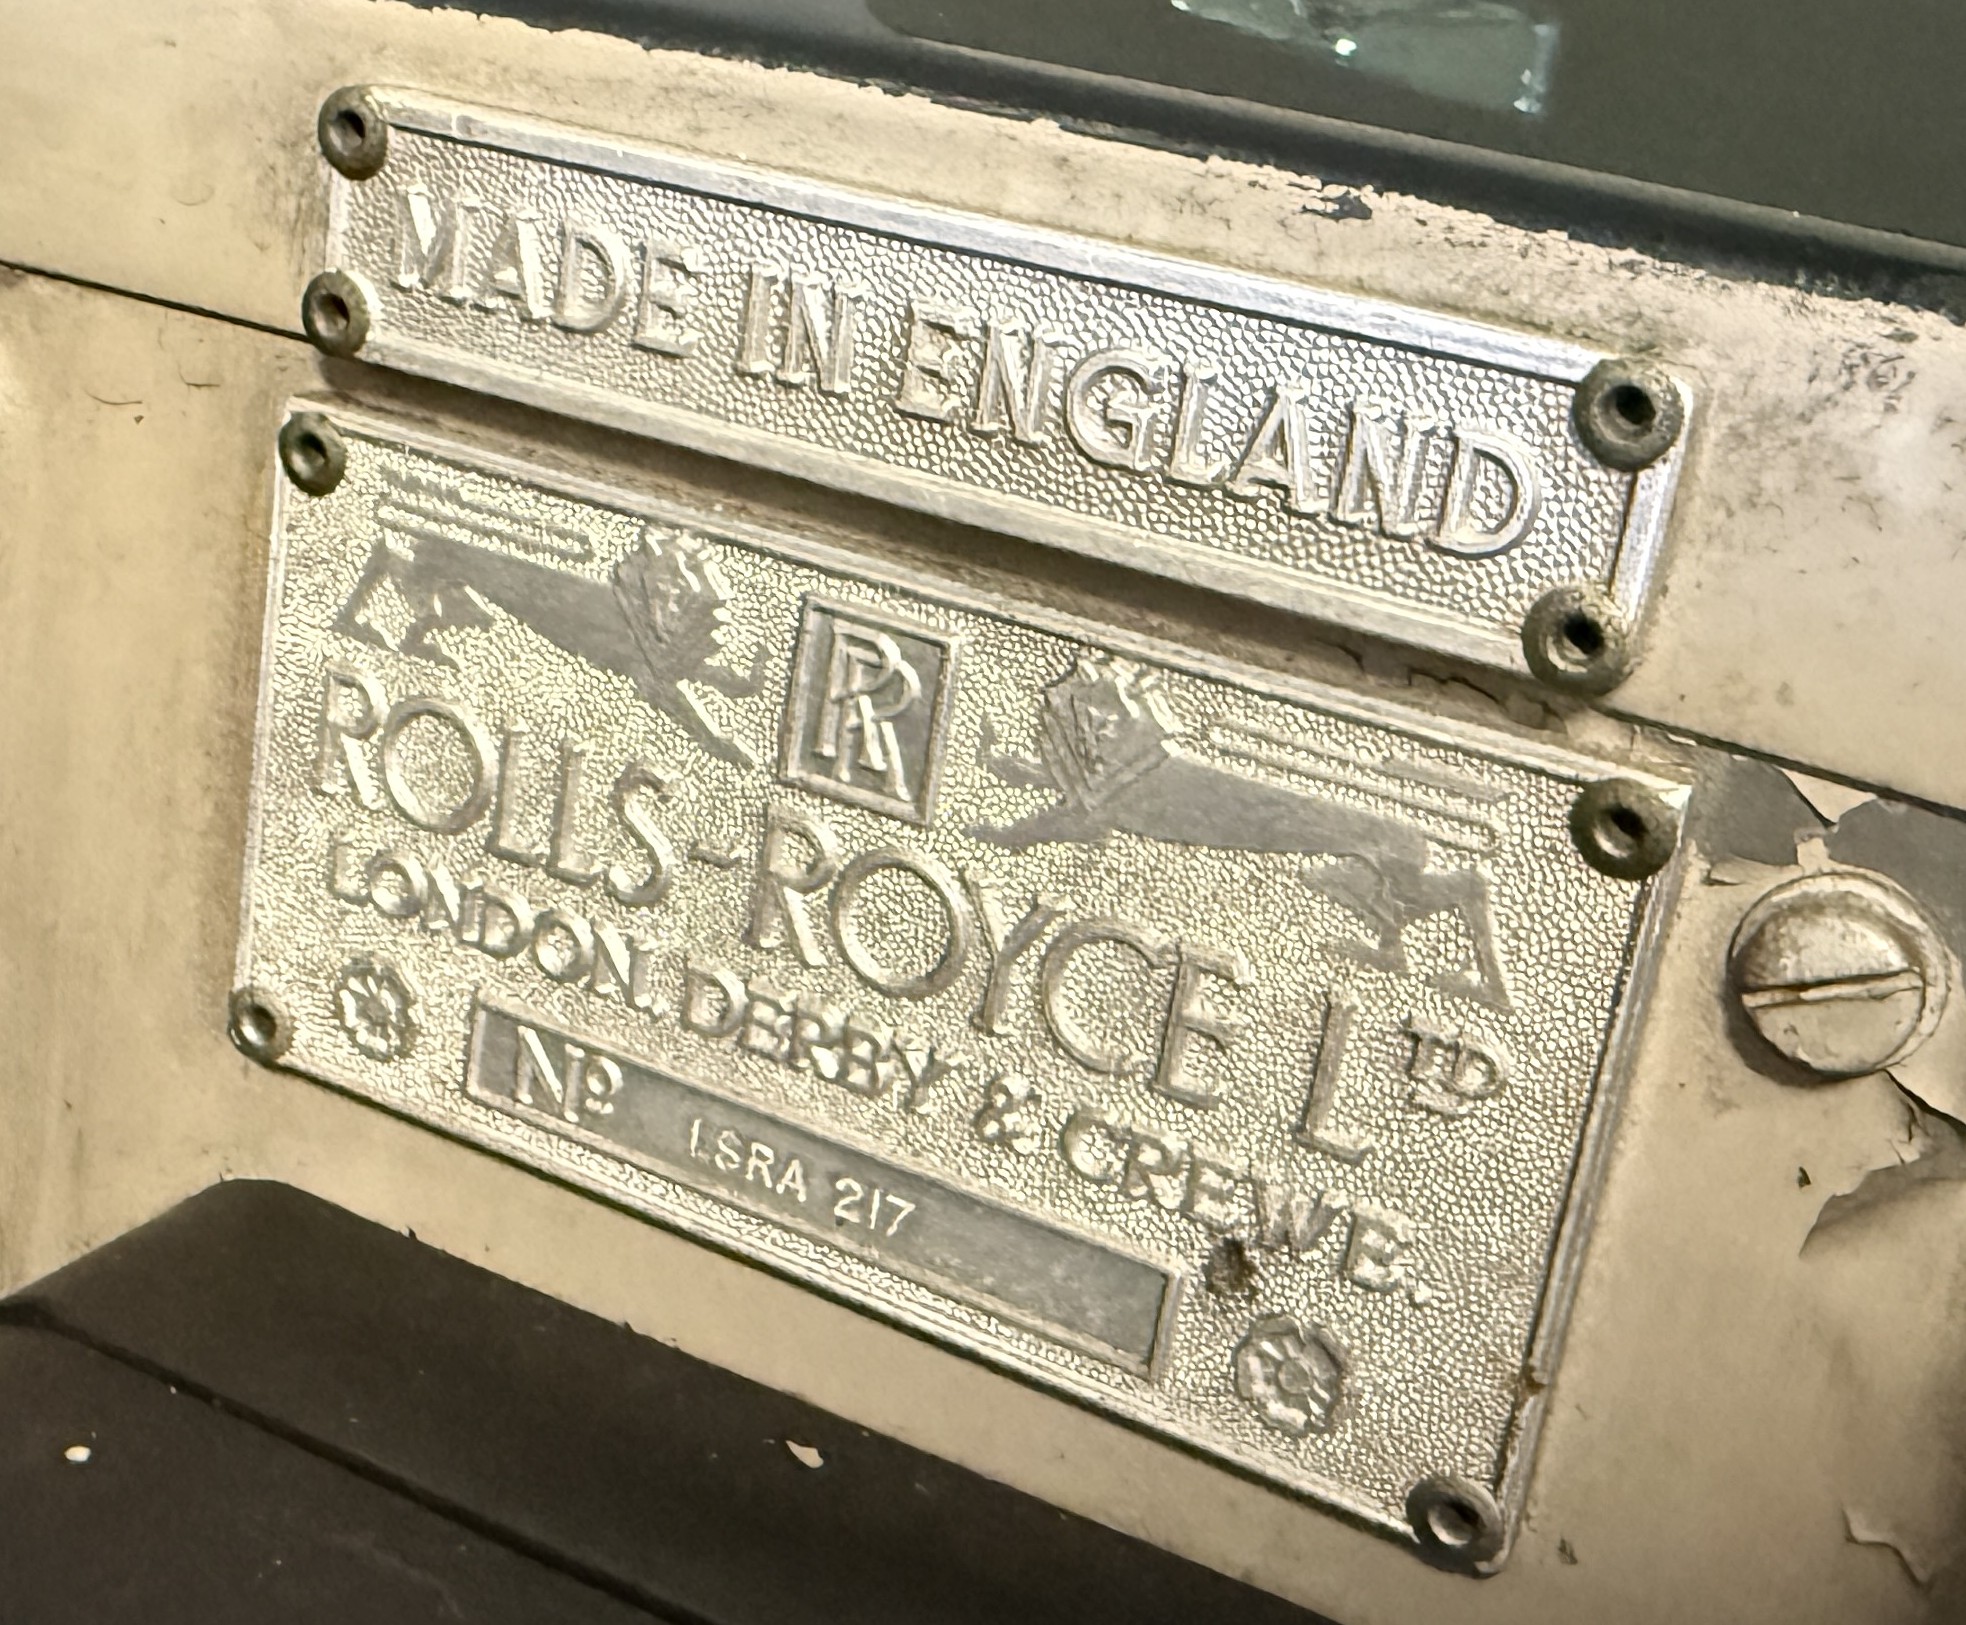 MADE IN ENGLAND
RR
ROLLS-ROYCE LTD
LONDON, DERBY & CREWE.
Nº LSRA 217